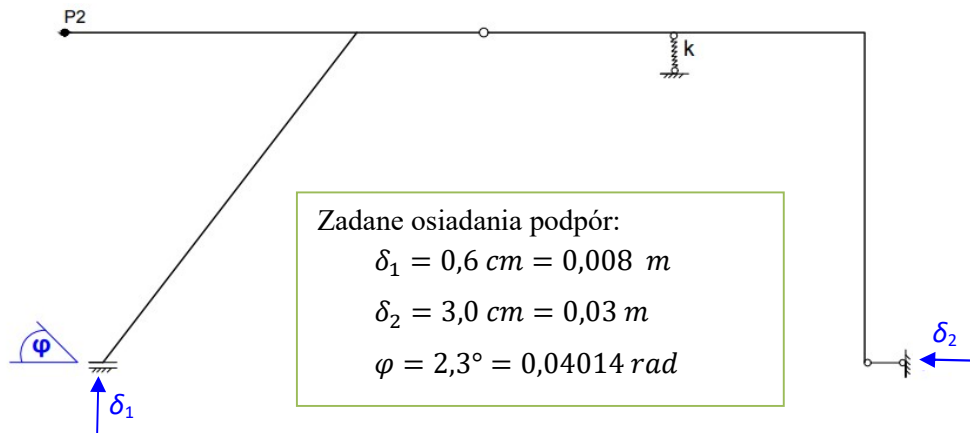 P2
k
Zadane osiadania podpór:
δ₁ = 0,6 cm = 0,008 m
δ₂ = 3,0 cm = 0,03 m
φ = 2,3° = 0,04014 rad
φ
δ₁
δ₂